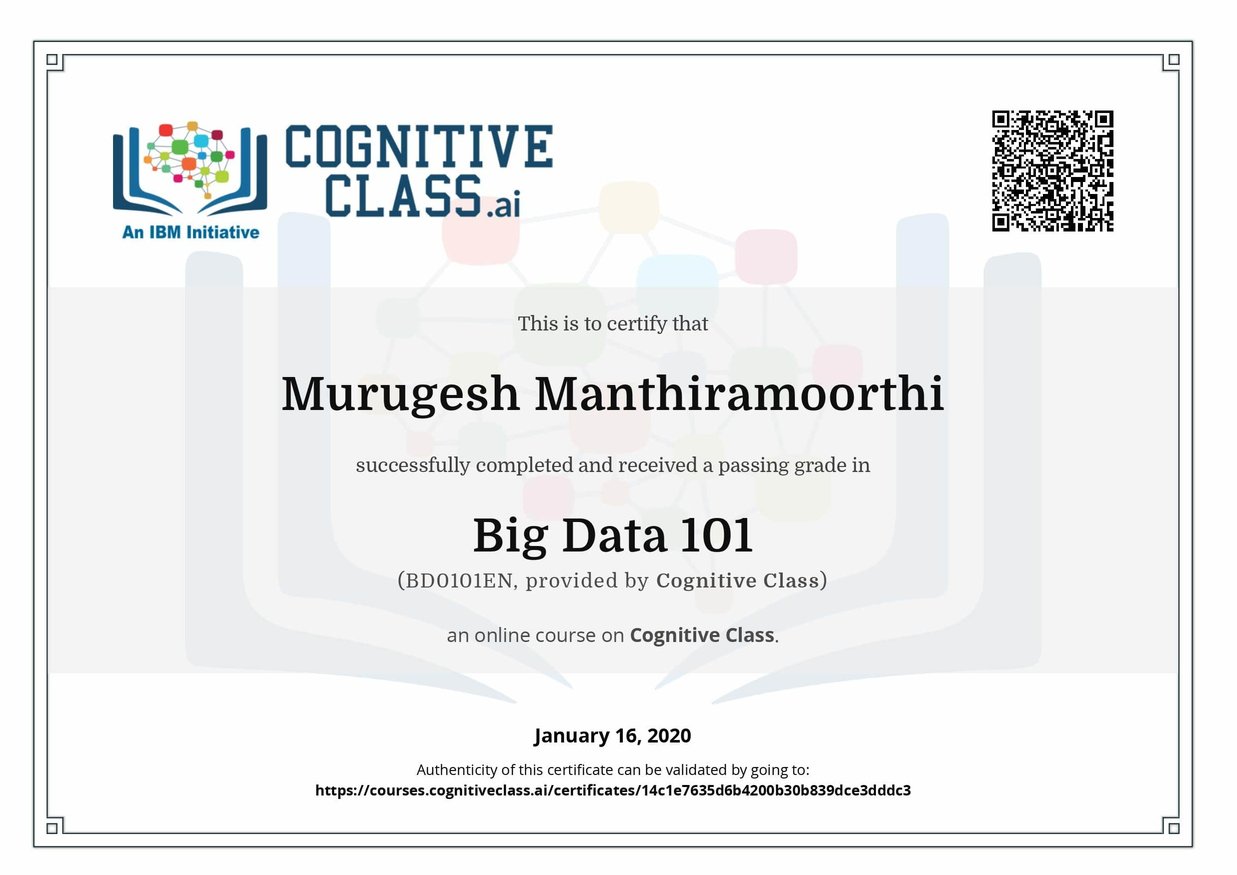 COGNITIVE
CLASS.ai
An IBM Initiative
This is to certify that
Murugesh Manthiramoorthi
successfully completed and received a passing grade in
Big Data 101
(BD0101EN, provided by Cognitive Class)
an online course on Cognitive Class.
January 16, 2020
Authenticity of this certificate can be validated by going to:
https://courses.cognitiveclass.ai/certificates/14c1e7635d6b4200b30b839dce3dddc3